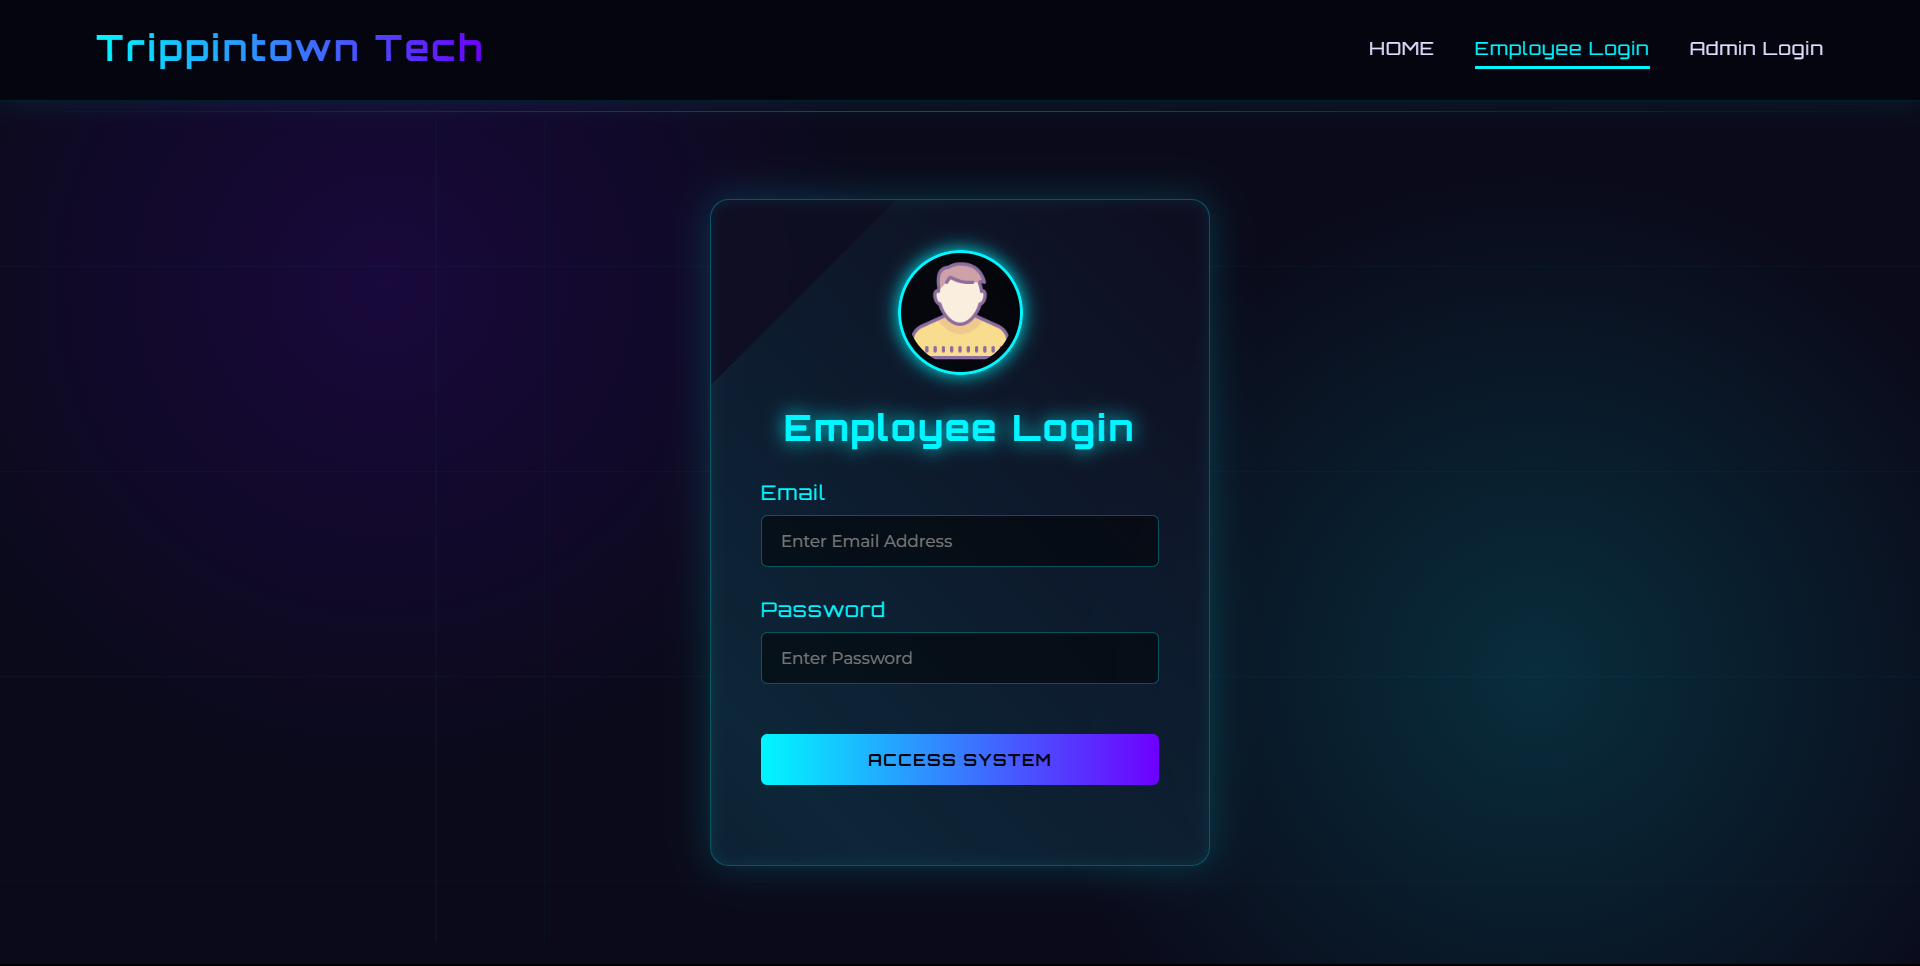 Trippintown Tech
HOME
Employee Login
Admin Login
Employee Login
Email
Enter Email Address
Password
Enter Password
ACCESS SYSTEM